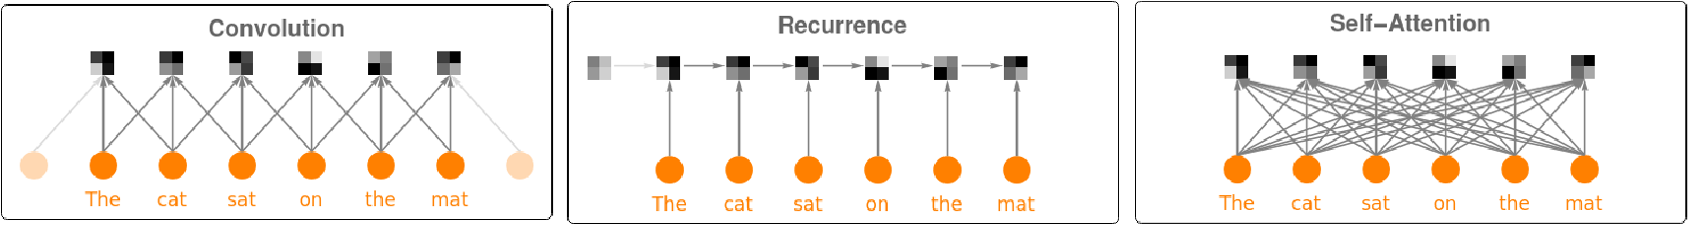 Convolution
The cat sat on the mat
Recurrence
The cat sat on the mat
Self-Attention
The cat sat on the mat